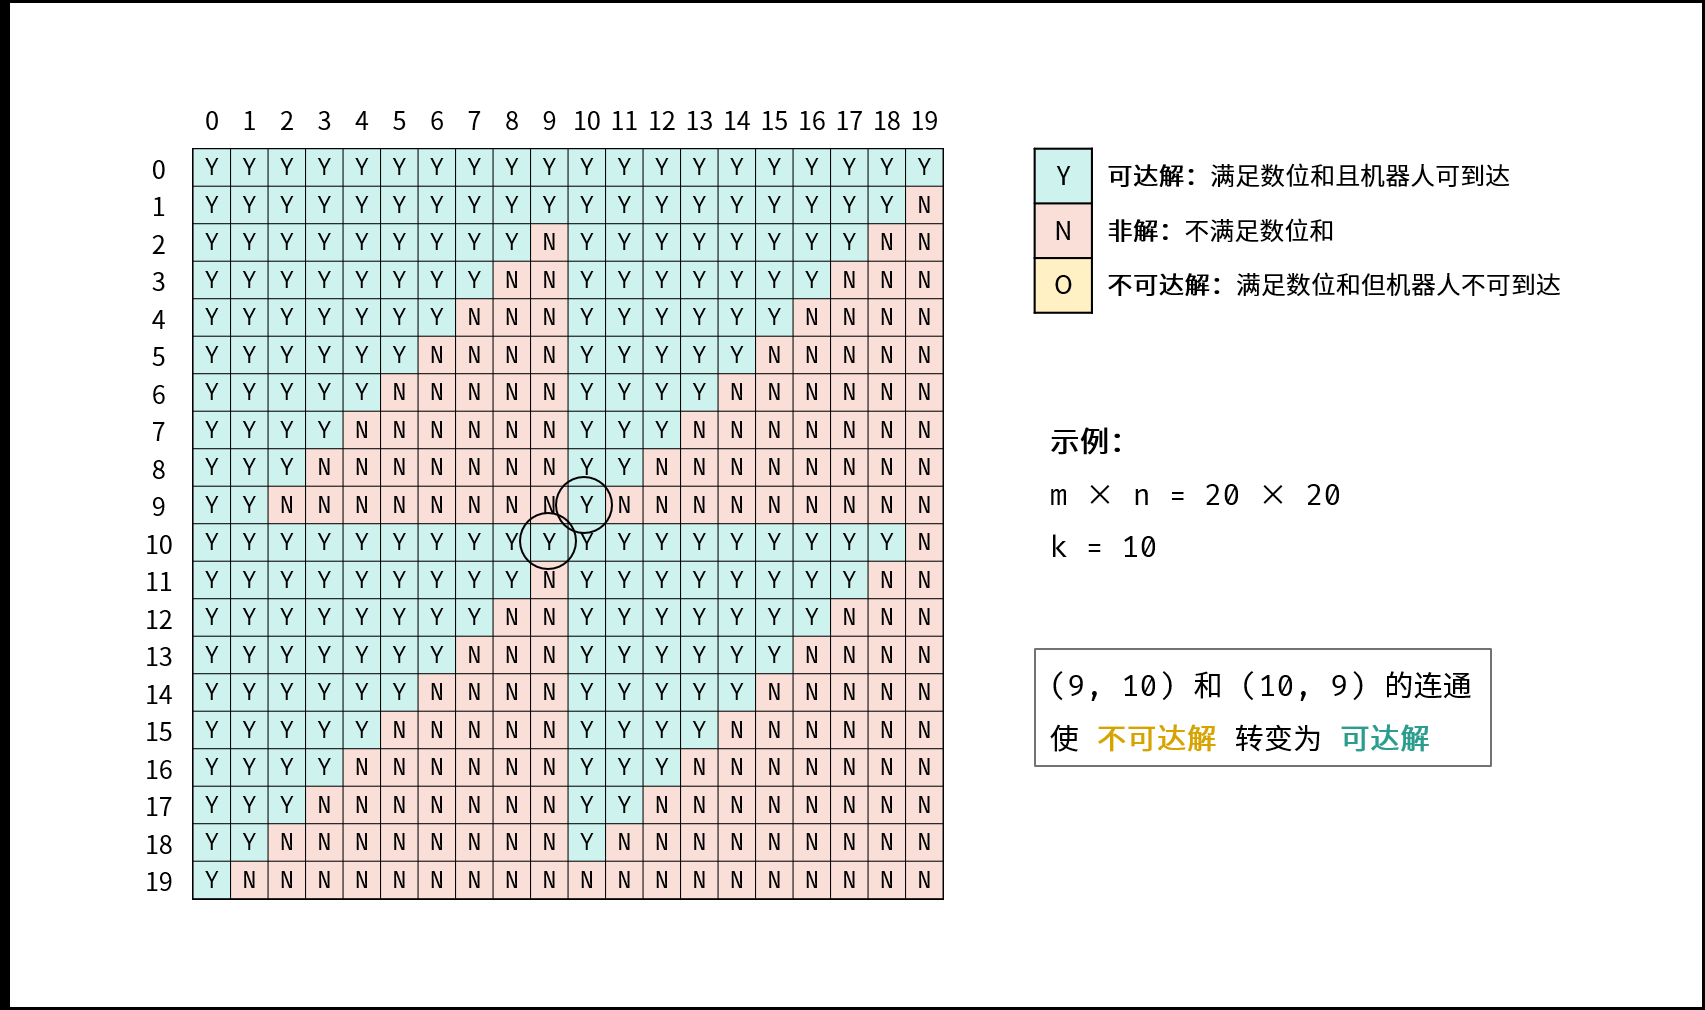 0 1 2 3 4 5 6 7 8 9 10 11 12 13 14 15 16 17 18 19
0 Y Y Y Y Y Y Y Y Y Y Y Y Y Y Y Y Y Y Y Y
1 Y Y Y Y Y Y Y Y Y Y Y Y Y Y Y Y Y Y Y N
2 Y Y Y Y Y Y Y Y Y N Y Y Y Y Y Y Y Y N N
3 Y Y Y Y Y Y Y Y N N Y Y Y Y Y Y Y N N N
4 Y Y Y Y Y Y Y N N N Y Y Y Y Y Y N N N N
5 Y Y Y Y Y Y N N N N Y Y Y Y Y N N N N N
6 Y Y Y Y Y N N N N N Y Y Y Y N N N N N N
7 Y Y Y Y N N N N N N Y Y Y N N N N N N N
8 Y Y Y N N N N N N N Y Y N N N N N N N N
9 Y Y N N N N N N N N Y N N N N N N N N N
10 Y Y Y Y Y Y Y Y Y Y Y Y Y Y Y Y Y Y Y N
11 Y Y Y Y Y Y Y Y Y N Y Y Y Y Y Y Y Y N N
12 Y Y Y Y Y Y Y Y N N Y Y Y Y Y Y Y N N N
13 Y Y Y Y Y Y Y N N N Y Y Y Y Y Y N N N N
14 Y Y Y Y Y Y N N N N Y Y Y Y Y N N N N N
15 Y Y Y Y Y N N N N N Y Y Y Y N N N N N N
16 Y Y Y Y N N N N N N Y Y Y N N N N N N N
17 Y Y Y N N N N N N N Y Y N N N N N N N N
18 Y Y N N N N N N N N Y N N N N N N N N N
19 Y N N N N N N N N N N N N N N N N N N N
Y 可达解：满足数位和且机器人可到达
N 非解：不满足数位和
O 不可达解：满足数位和但机器人不可到达
示例：
m × n = 20 × 20
k = 10
(9, 10) 和 (10, 9) 的连通
使 不可达解 转变为 可达解